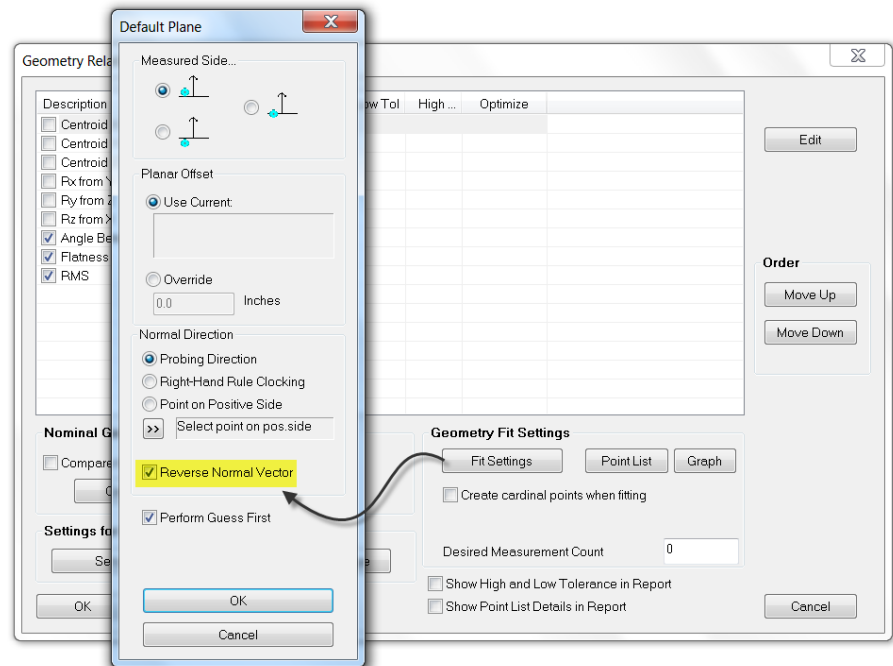 Default Plane
Measured Side...
Planar Offset
Use Current:
Override
0.0 Inches
Normal Direction
Probing Direction
Right-Hand Rule Clocking
Point on Positive Side
>> Select point on pos.side
Reverse Normal Vector
Perform Guess First
OK
Cancel
Geometry Rela
Description ow Tol High ... Optimize
Centroid
Centroid
Centroid
Rx from Y
Ry from Z
Rz from X
Angle Be
Flatness
RMS
Edit
Order
Move Up
Move Down
Nominal G
Compare
Geometry Fit Settings
Fit Settings Point List Graph
Create cardinal points when fitting
Desired Measurement Count 0
Settings fo
Se e
Show High and Low Tolerance in Report
Show Point List Details in Report
OK Cancel